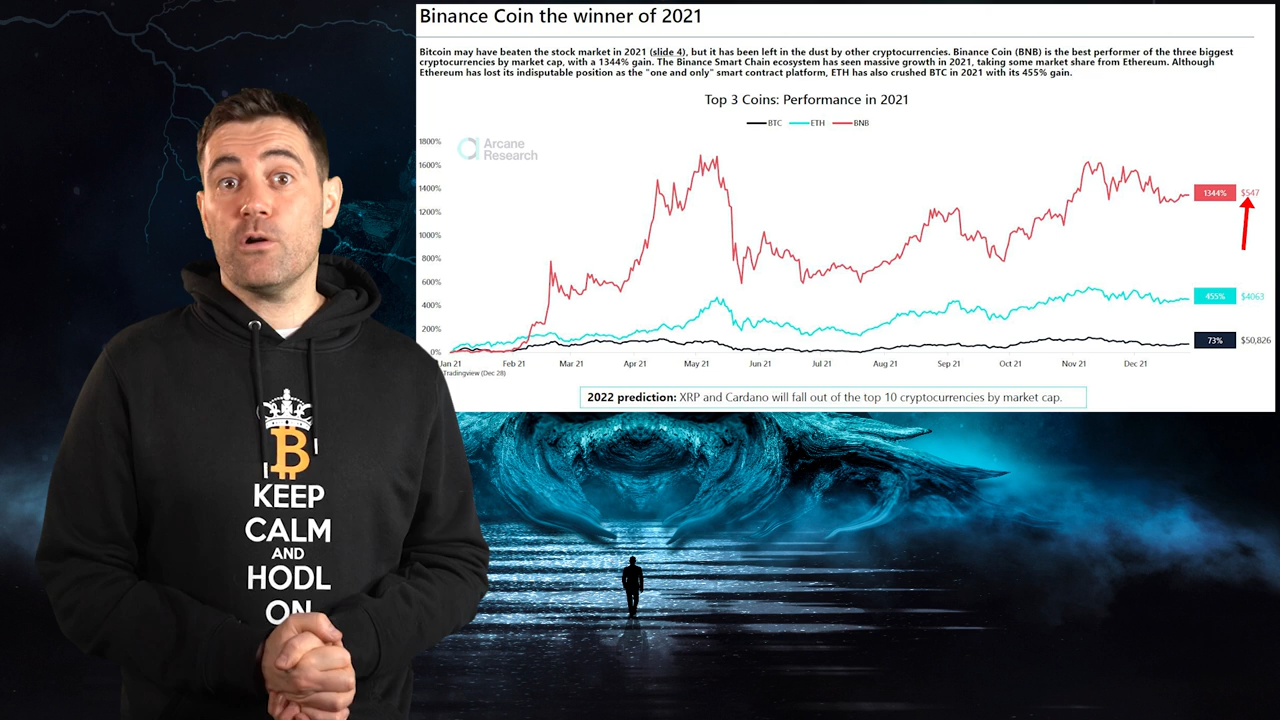 Binance Coin the winner of 2021
Bitcoin may have beaten the stock market in 2021 (slide 4), but it has been left in the dust by other cryptocurrencies. Binance Coin (BNB) is the best performer of the three biggest
cryptocurrencies by market cap, with a 1344% gain. The Binance Smart Chain ecosystem has seen massive growth in 2021, taking some market share from Ethereum. Although
Ethereum has lost its indisputable position as the "one and only" smart contract platform, ETH has also crushed BTC in 2021 with its 455% gain.
Top 3 Coins: Performance in 2021
BTC ETH BNB
Arcane
Research
1800%
1600%
1400%
1200%
1000%
800%
600%
400%
200%
0%
1344% $547
455% $4063
73% $50,826
Jan 21 Feb 21 Mar 21 Apr 21 May 21 Jun 21 Jul 21 Aug 21 Sep 21 Oct 21 Nov 21 Dec 21
Tradingview (Dec 28)
2022 prediction: XRP and Cardano will fall out of the top 10 cryptocurrencies by market cap.
KEEP
CALM
AND
HODL
ON